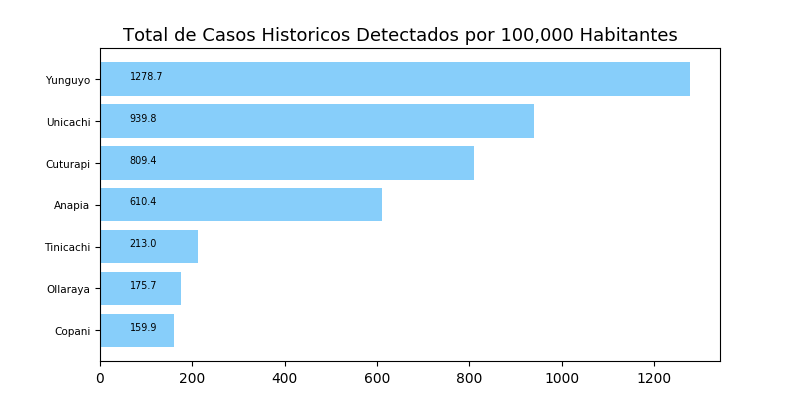 Total de Casos Historicos Detectados por 100,000 Habitantes
Yunguyo 1278.7
Unicachi 939.8
Cuturapi 809.4
Anapia 610.4
Tinicachi 213.0
Ollaraya 175.7
Copani 159.9
0 200 400 600 800 1000 1200